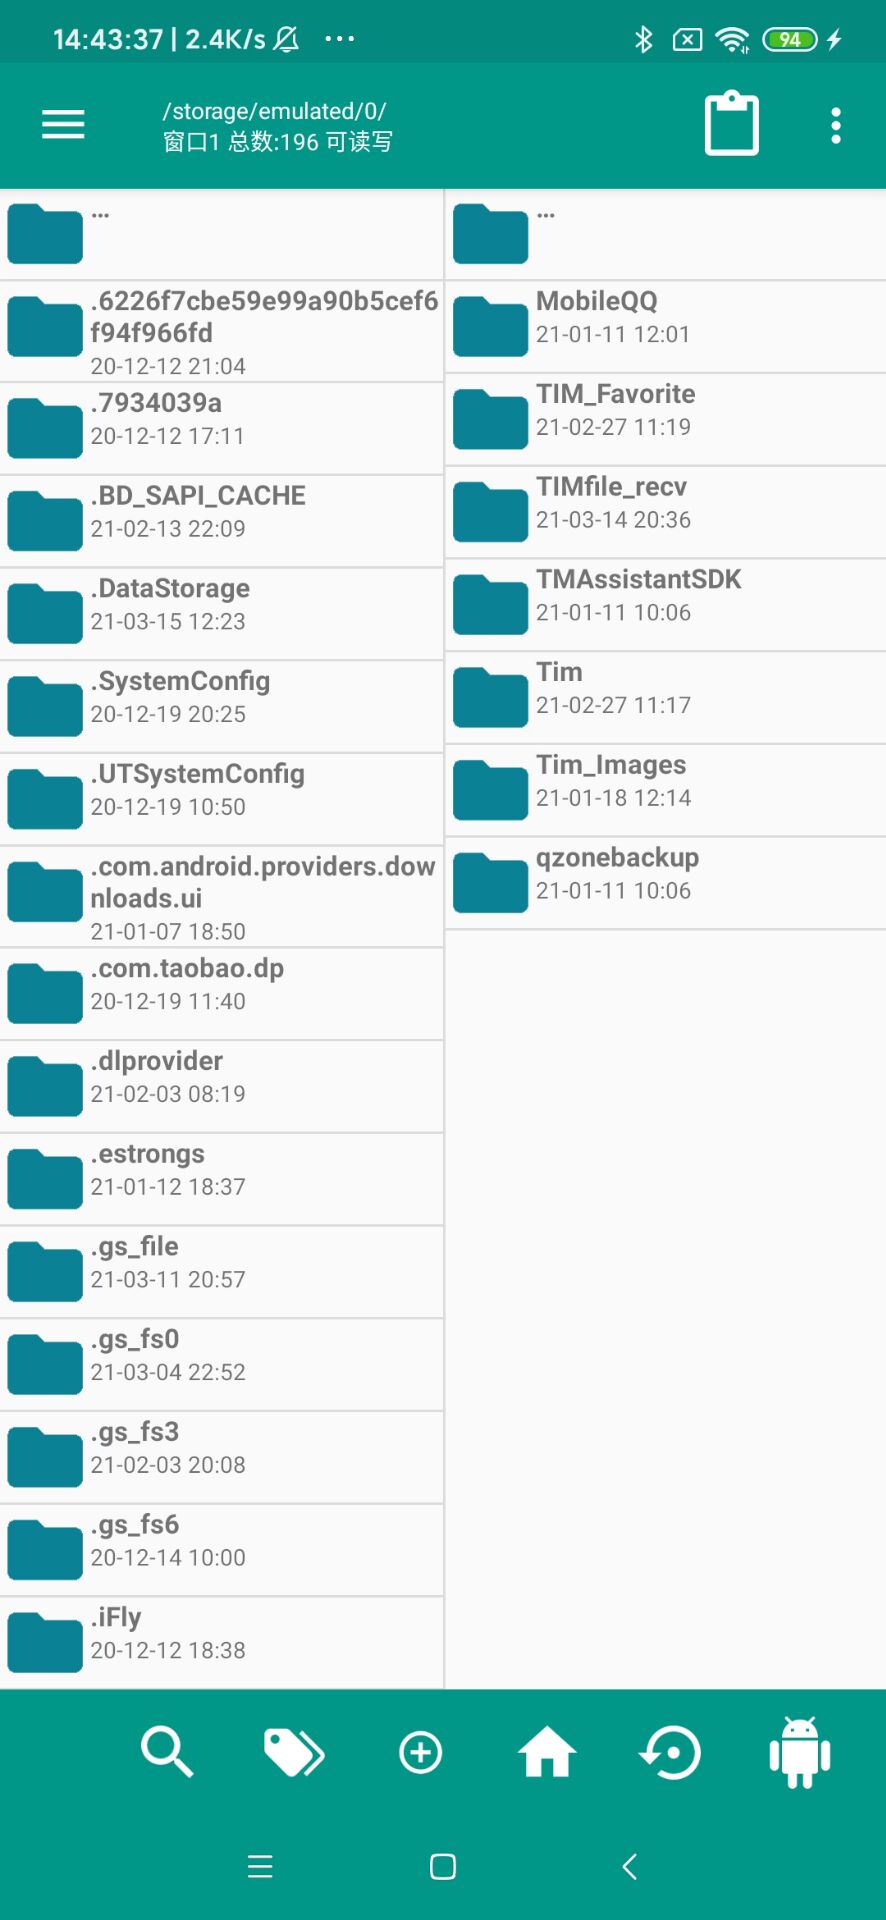 14:43:37 | 2.4K/s ...
94
/storage/emulated/0/
窗口1 总数:196 可读写
...
.6226f7cbe59e99a90b5cef6
f94f966fd
20-12-12 21:04
.7934039a
20-12-12 17:11
.BD_SAPI_CACHE
21-02-13 22:09
.DataStorage
21-03-15 12:23
.SystemConfig
20-12-19 20:25
.UTSystemConfig
20-12-19 10:50
.com.android.providers.dow
nloads.ui
21-01-07 18:50
.com.taobao.dp
20-12-19 11:40
.dlprovider
21-02-03 08:19
.estrongs
21-01-12 18:37
.gs_file
21-03-11 20:57
.gs_fs0
21-03-04 22:52
.gs_fs3
21-02-03 20:08
.gs_fs6
20-12-14 10:00
.iFly
20-12-12 18:38
...
MobileQQ
21-01-11 12:01
TIM_Favorite
21-02-27 11:19
TIMfile_recv
21-03-14 20:36
TMAssistantSDK
21-01-11 10:06
Tim
21-02-27 11:17
Tim_Images
21-01-18 12:14
qzonebackup
21-01-11 10:06